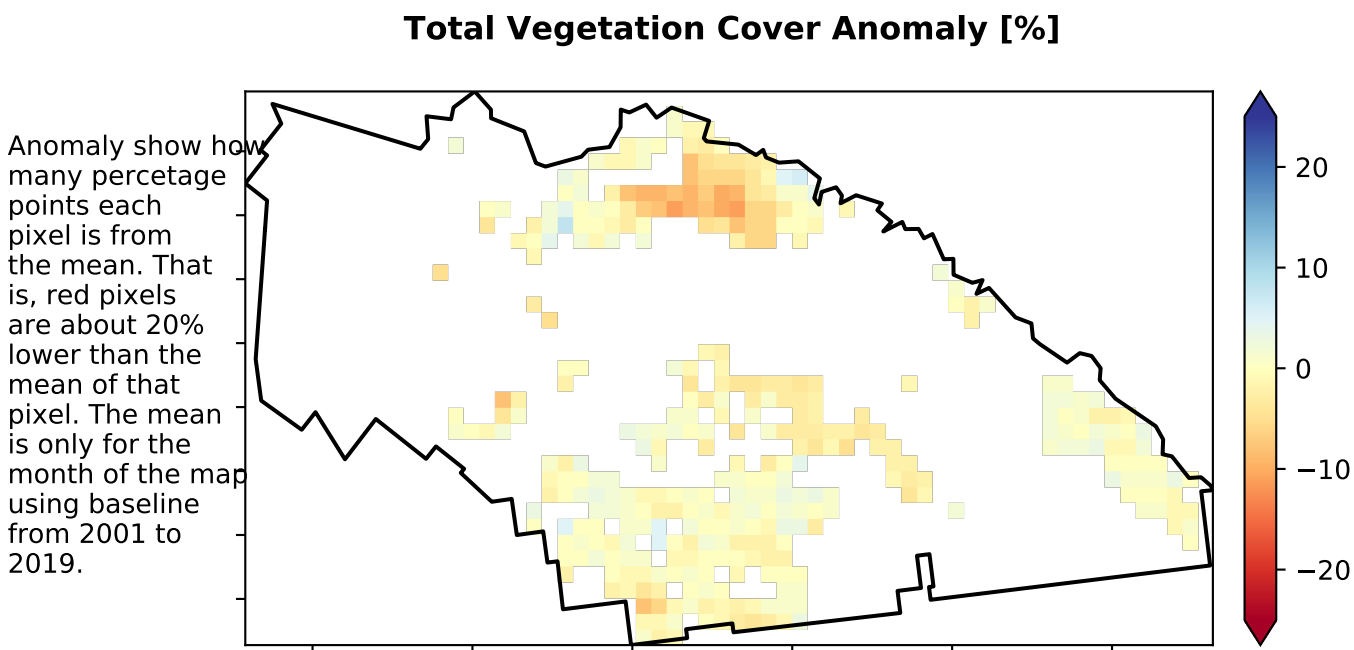 Total Vegetation Cover Anomaly [%]
Anomaly show how
many percetage
points each
pixel is from
the mean. That
is, red pixels
are about 20%
lower than the
mean of that
pixel. The mean
is only for the
month of the map
using baseline
from 2001 to
2019.
20
10
0
−10
−20